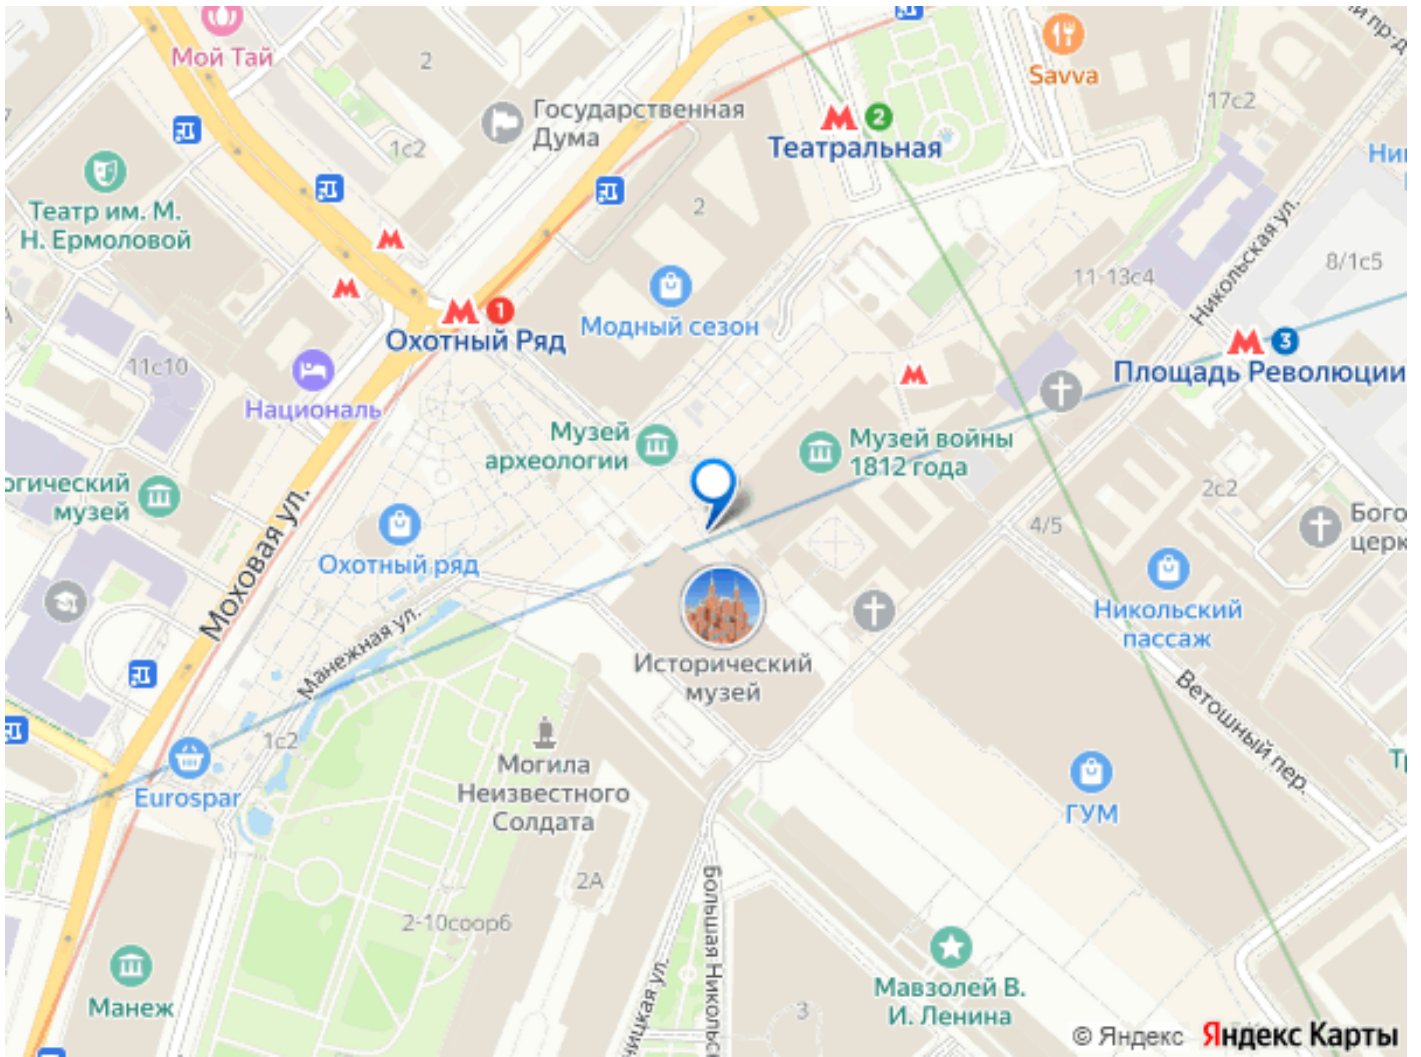 Мой Тай
2
Государственная
Дума
1с2
Savva
17с2
2
Театральная
Театр им. М.
Н. Ермоловой
2
Никольская ул.
8/1с5
11-13с4
1
Охотный Ряд
Модный сезон
3
Площадь Революции
11с10
Националь
Музей
археологии
Музей войны
1812 года
музей
2с2
4/5
Моховая ул.
Охотный ряд
Манежная ул.
Никольский
пассаж
Исторический
музей
Ветошный пер.
1с2
Eurospar
Могила
Неизвестного
Солдата
ГУМ
2А
2-10соор6
Манеж
Мавзолей В.
И. Ленина
3
© Яндекс Яндекс Карты